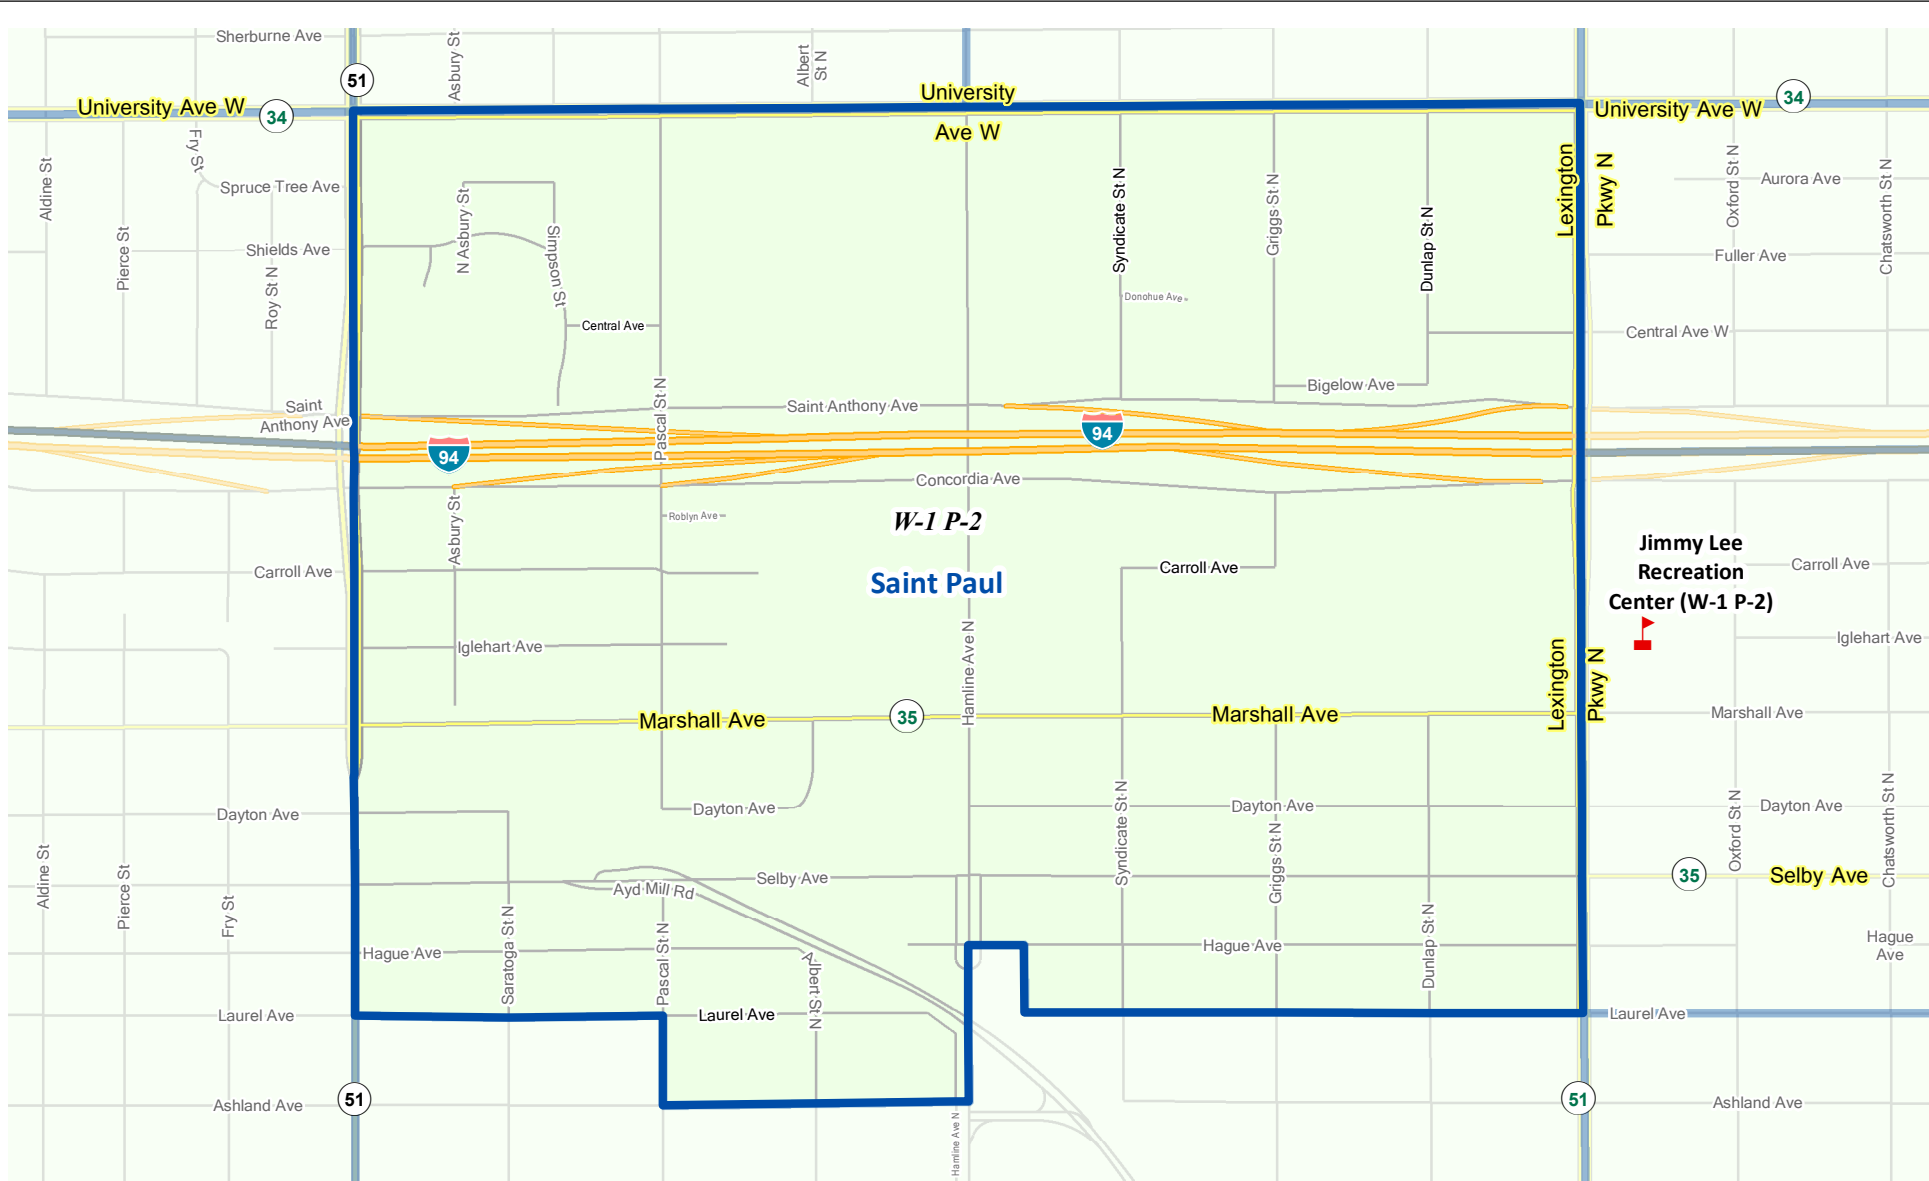 Sherburne Ave
Asbury St
Albert
St N
51
University Ave W
34
University
Ave W
University Ave W
34
Fry St
Aldine St
Spruce Tree Ave
Pierce St
Shields Ave
Roy St N
N Asbury St
Simpson St
Central Ave
Syndicate St N
Griggs St N
Dunlap St N
Donohue Ave
Lexington
Pkwy N
Oxford St N
Aurora Ave
Chatsworth St N
Fuller Ave
Central Ave W
Bigelow Ave
Pascal St N
Saint
Anthony Ave
Saint Anthony Ave
94
94
Concordia Ave
Asbury St
Roblyn Ave
W-1 P-2
Saint Paul
Carroll Ave
Carroll Ave
Carroll Ave
Jimmy Lee
Recreation
Center (W-1 P-2)
Iglehart Ave
Iglehart Ave
Hamline Ave N
Lexington
Pkwy N
Marshall Ave
35
Marshall Ave
Marshall Ave
Dayton Ave
Dayton Ave
Dayton Ave
Dayton Ave
Syndicate St N
Griggs St N
Oxford St N
Chatsworth St N
Aldine St
Pierce St
Fry St
Selby Ave
Ayd Mill Rd
35
Selby Ave
Saratoga St N
Pascal St N
Albert St N
Dunlap St N
Hague Ave
Hague Ave
Hague
Ave
Laurel Ave
Laurel Ave
Laurel Ave
Ashland Ave
51
51
Ashland Ave
Hamline Ave N